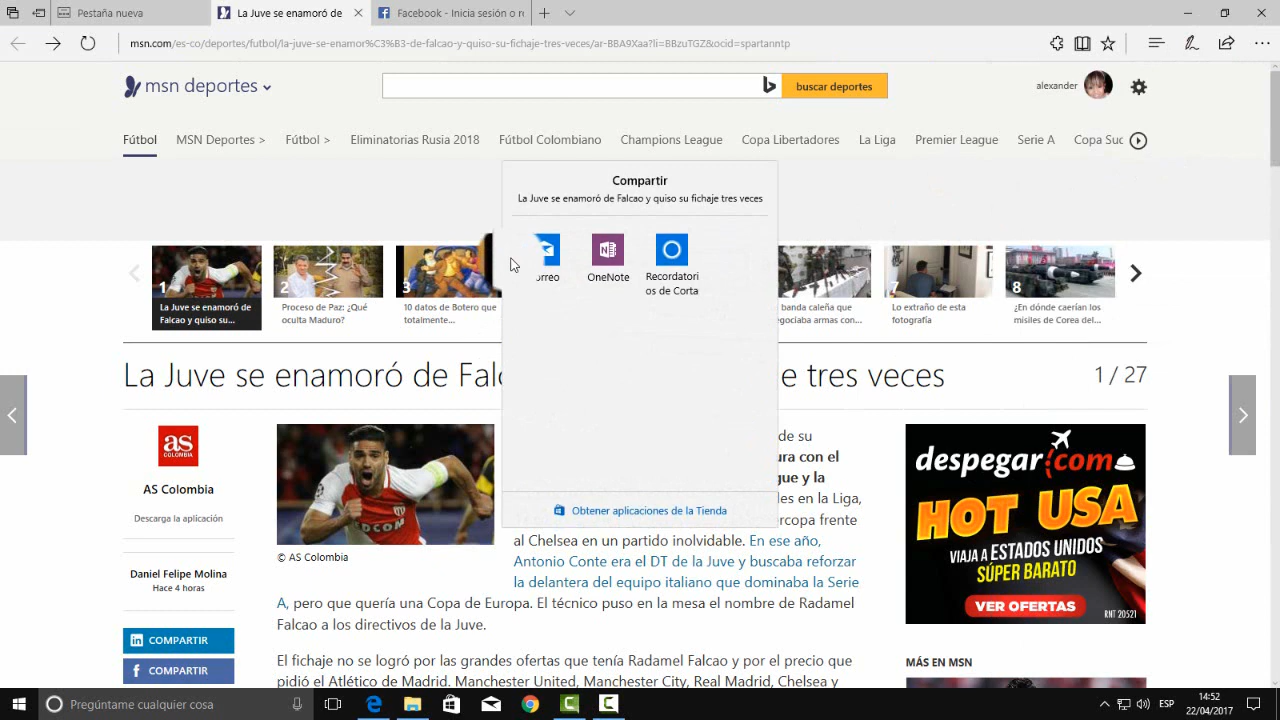 Pestaña nueva
La Juve se enamoró
Facebook - Inicia sesión o
msn.com/es-co/deportes/futbol/la-juve-se-enamor%C3%B3-de-falcao-y-quiso-su-fichaje-tres-veces/ar-BBA9Xaa?li=BBzuTGZ&ocid=spartanntp
msn deportes
buscar deportes
alexander
Fútbol
MSN Deportes >
Fútbol >
Eliminatorias Rusia 2018
Fútbol Colombiano
Champions League
Copa Libertadores
La Liga
Premier League
Serie A
Copa Suc
Compartir
La Juve se enamoró de Falcao y quiso su fichaje tres veces
orreo
OneNote
Recordatori
os de Corta
Obtener aplicaciones de la Tienda
1
La Juve se enamoró de
Falcao y quiso su...
2
Proceso de Paz: ¿Qué
oculta Maduro?
3
10 datos de Botero que
totalmente...
banda caleña que
egociaba armas con...
7
Lo extraño de esta
fotografía
8
¿En dónde caerían los
misiles de Corea del...
La Juve se enamoró de Falc
e tres veces
1 / 27
as
COLOMBIA
AS Colombia
Descarga la aplicación
Daniel Felipe Molina
Hace 4 horas
COMPARTIR
COMPARTIR
© AS Colombia
de su
ura con el
gue y la
es en la Liga,
ercopa frente
al Chelsea en un partido inolvidable. En ese año,
Antonio Conte era el DT de la Juve y buscaba reforzar
la delantera del equipo italiano que dominaba la Serie
A, pero que quería una Copa de Europa. El técnico puso en la mesa el nombre de Radamel
Falcao a los directivos de la Juve.
El fichaje no se logró por las grandes ofertas que tenía Radamel Falcao y por el precio que
pidió el Atlético de Madrid. Manchester United, Manchester City, Real Madrid, Chelsea y
despegar.com
HOT USA
VIAJA A ESTADOS UNIDOS
SÚPER BARATO
VER OFERTAS
RNT 20521
MÁS EN MSN
Pregúntame cualquier cosa
ESP
14:52
22/04/2017